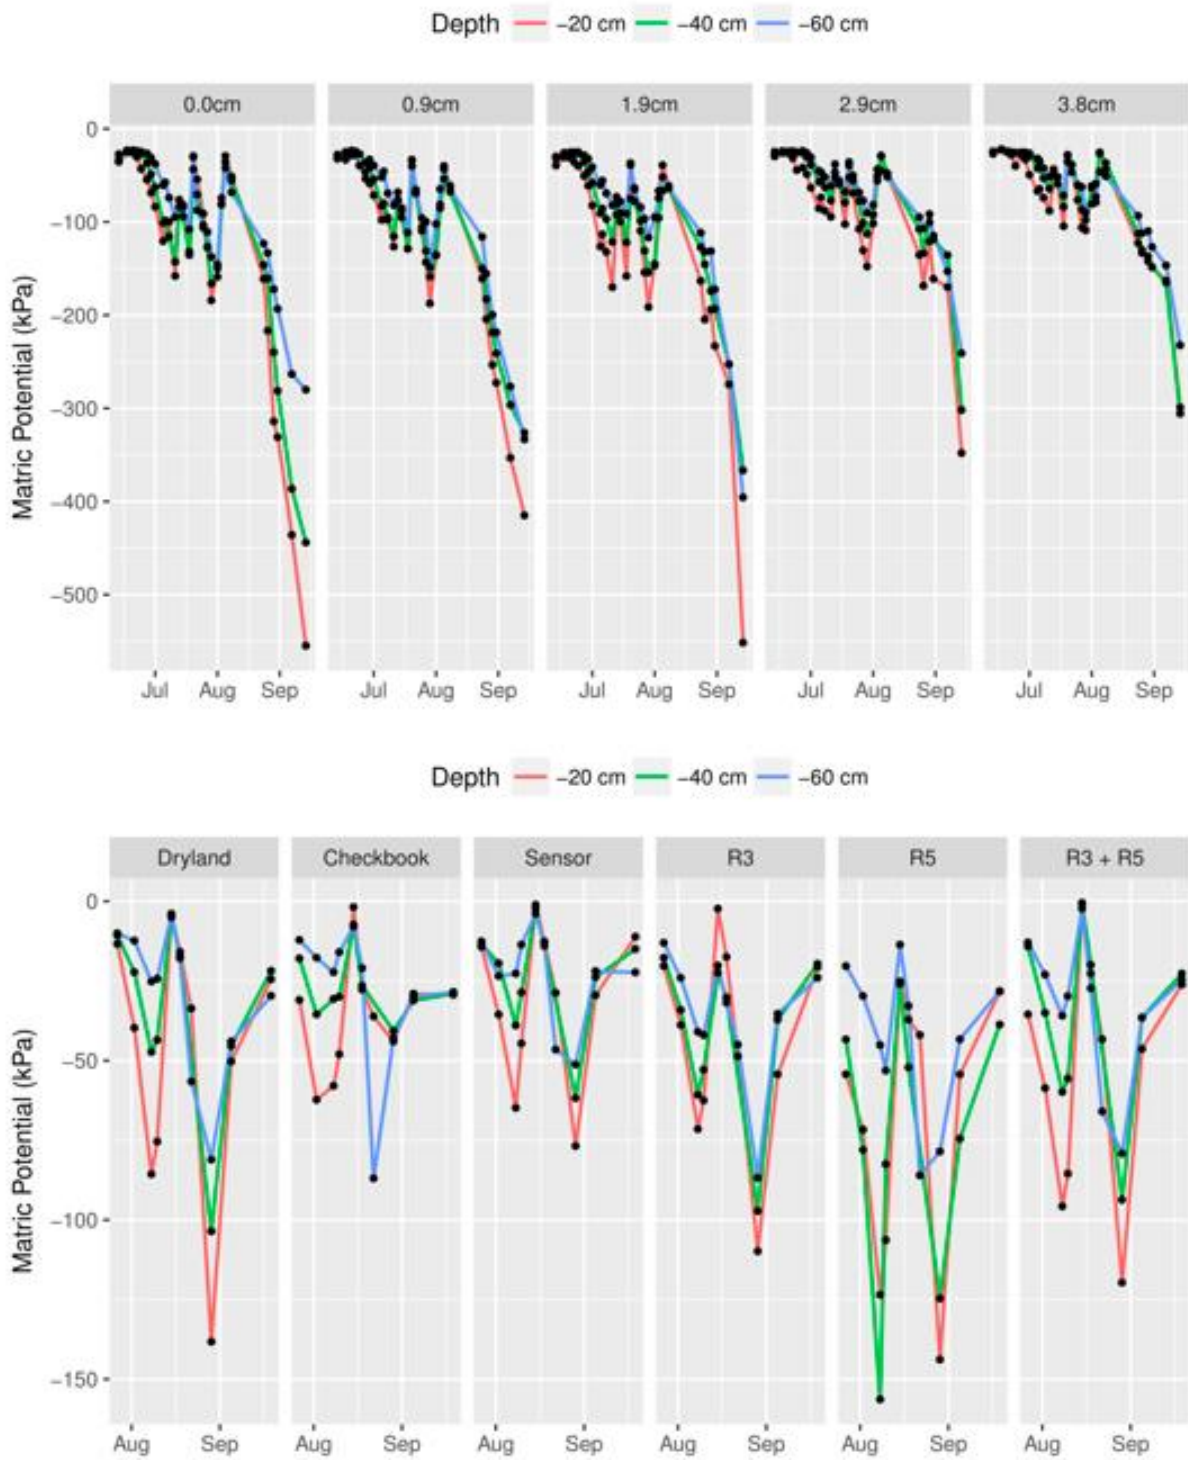 Depth −20 cm −40 cm −60 cm
0.0cm 0.9cm 1.9cm 2.9cm 3.8cm
0
−100
−200
−300
−400
−500
Matric Potential (kPa)
Jul Aug Sep Jul Aug Sep Jul Aug Sep Jul Aug Sep Jul Aug Sep
Depth −20 cm −40 cm −60 cm
Dryland Checkbook Sensor R3 R5 R3 + R5
0
−50
−100
−150
Matric Potential (kPa)
Aug Sep Aug Sep Aug Sep Aug Sep Aug Sep Aug Sep